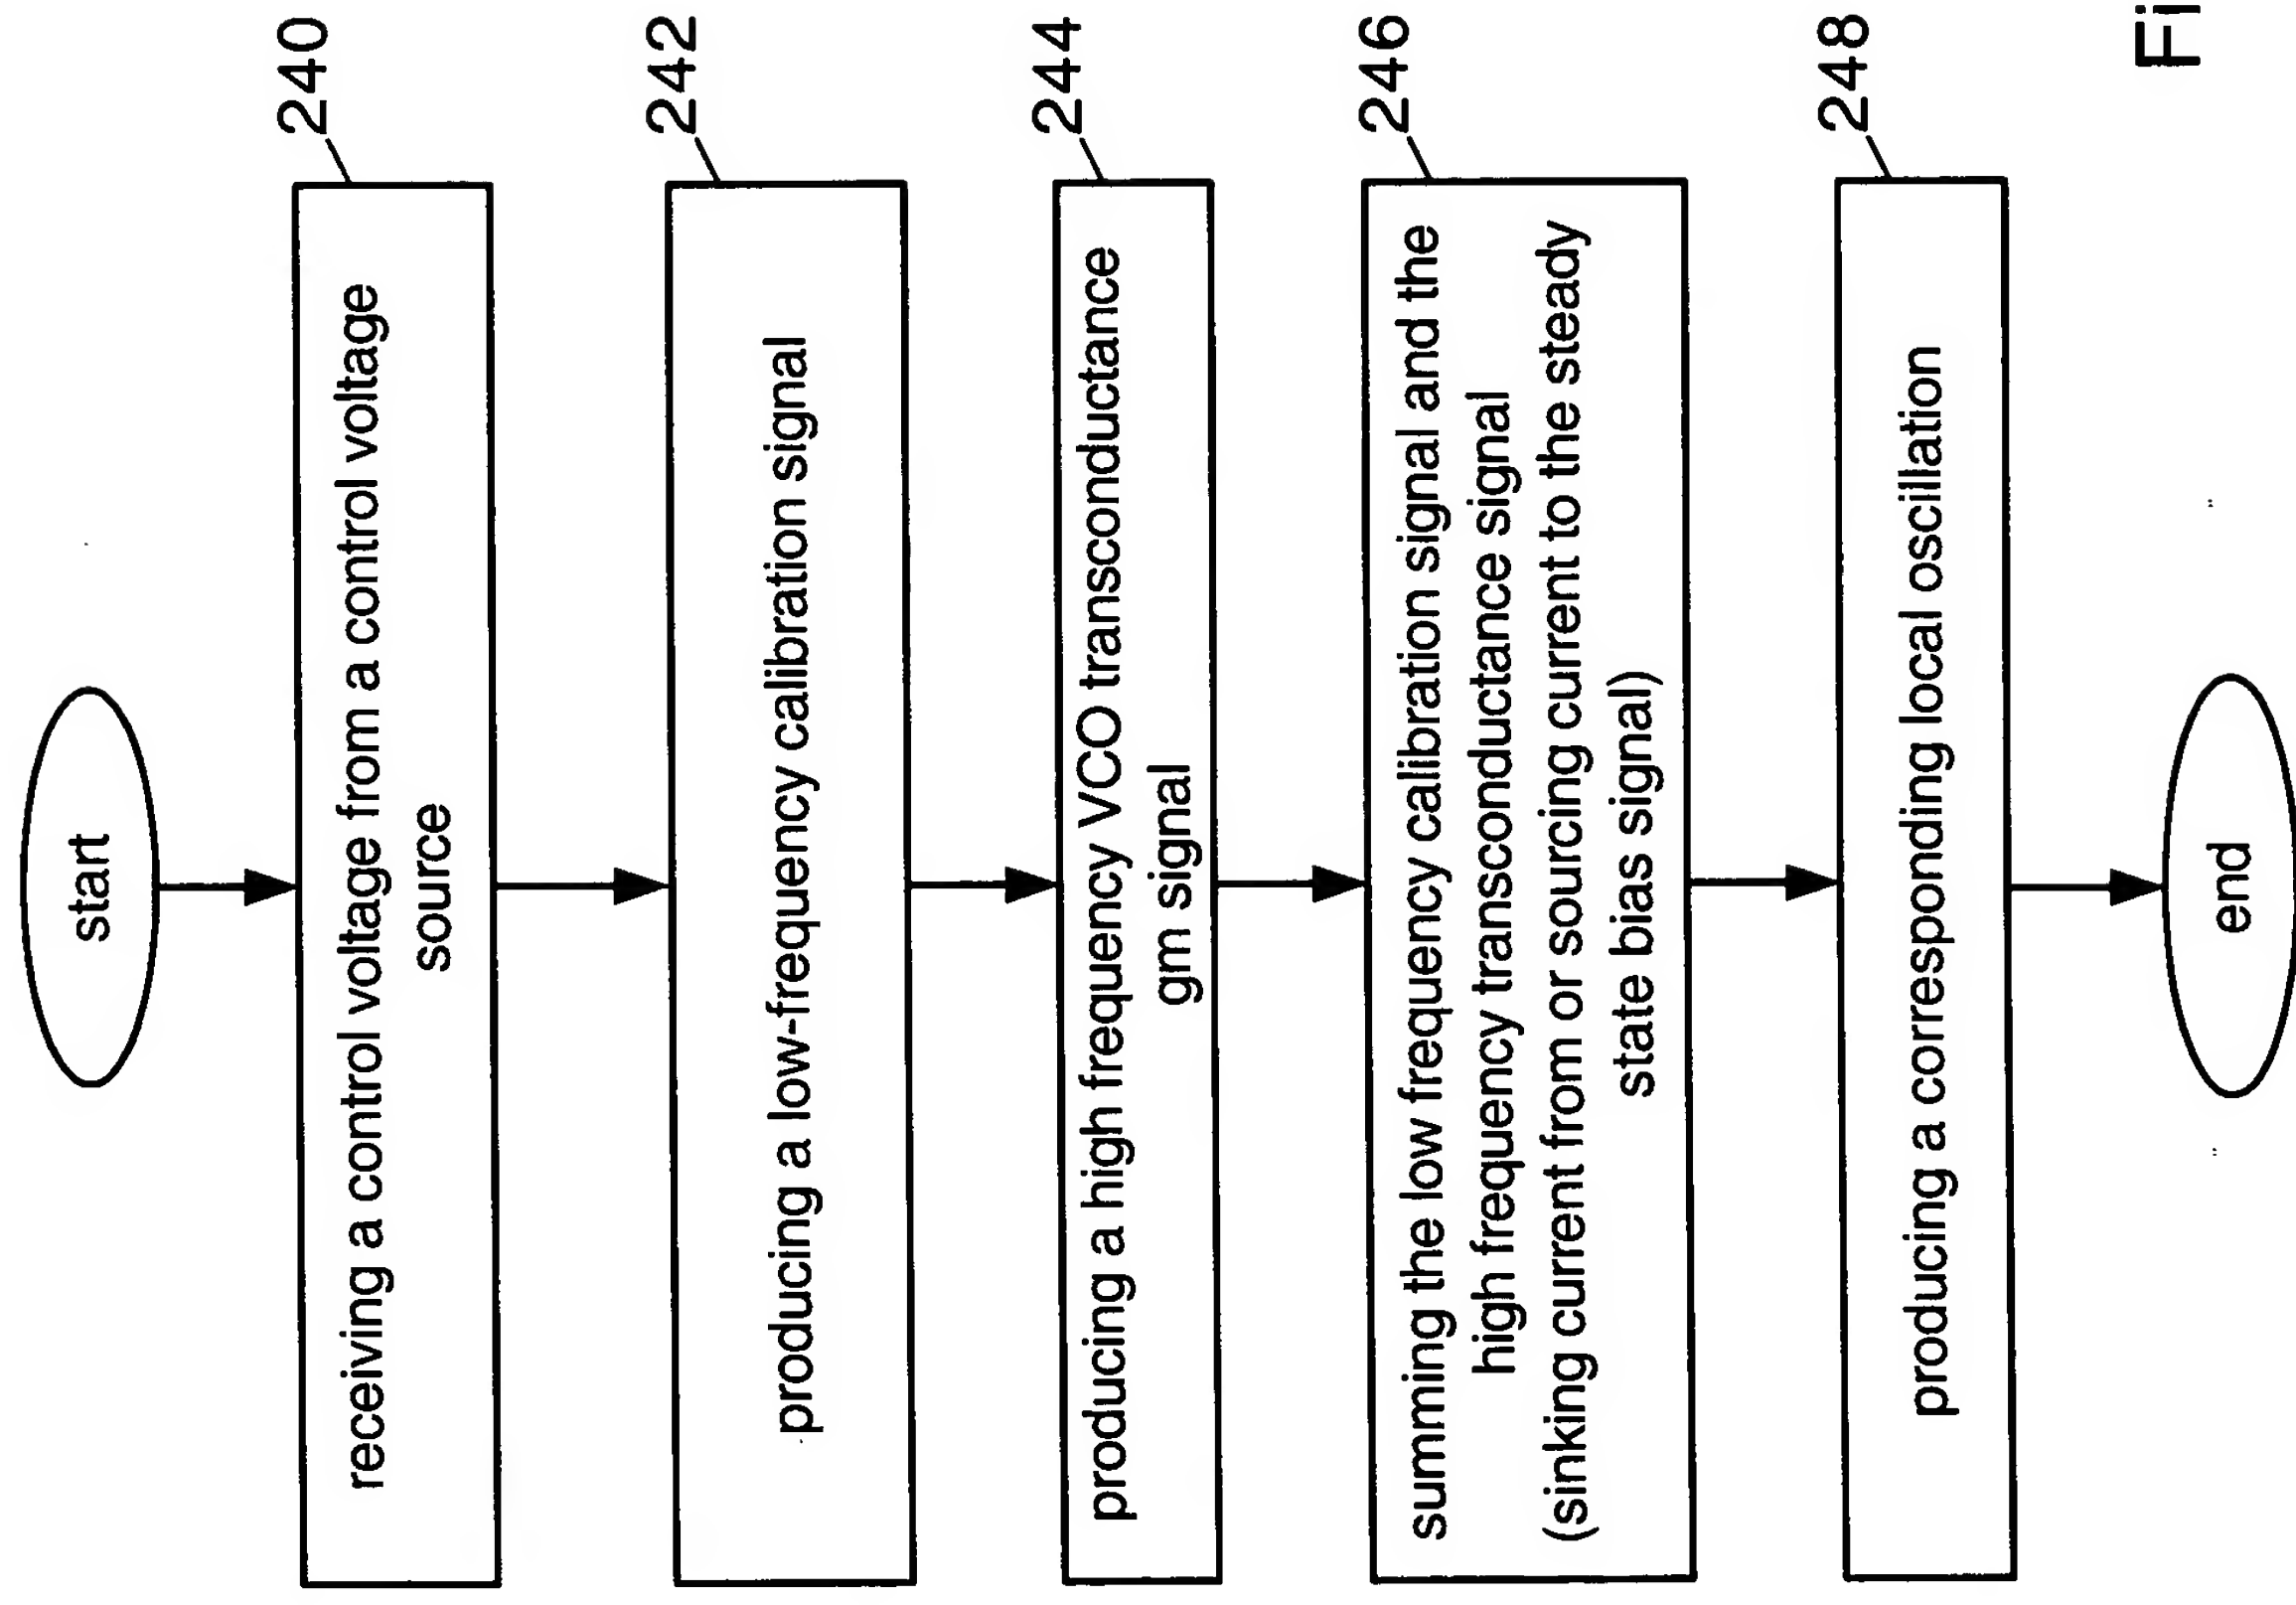 start
240
receiving a control voltage from a control voltage
source
242
producing a low-frequency calibration signal
244
producing a high frequency VCO transconductance
gm signal
246
summing the low frequency calibration signal and the
high frequency transconductance signal
(sinking current from or sourcing current to the steady
state bias signal)
248
producing a corresponding local oscillation
end
Fi